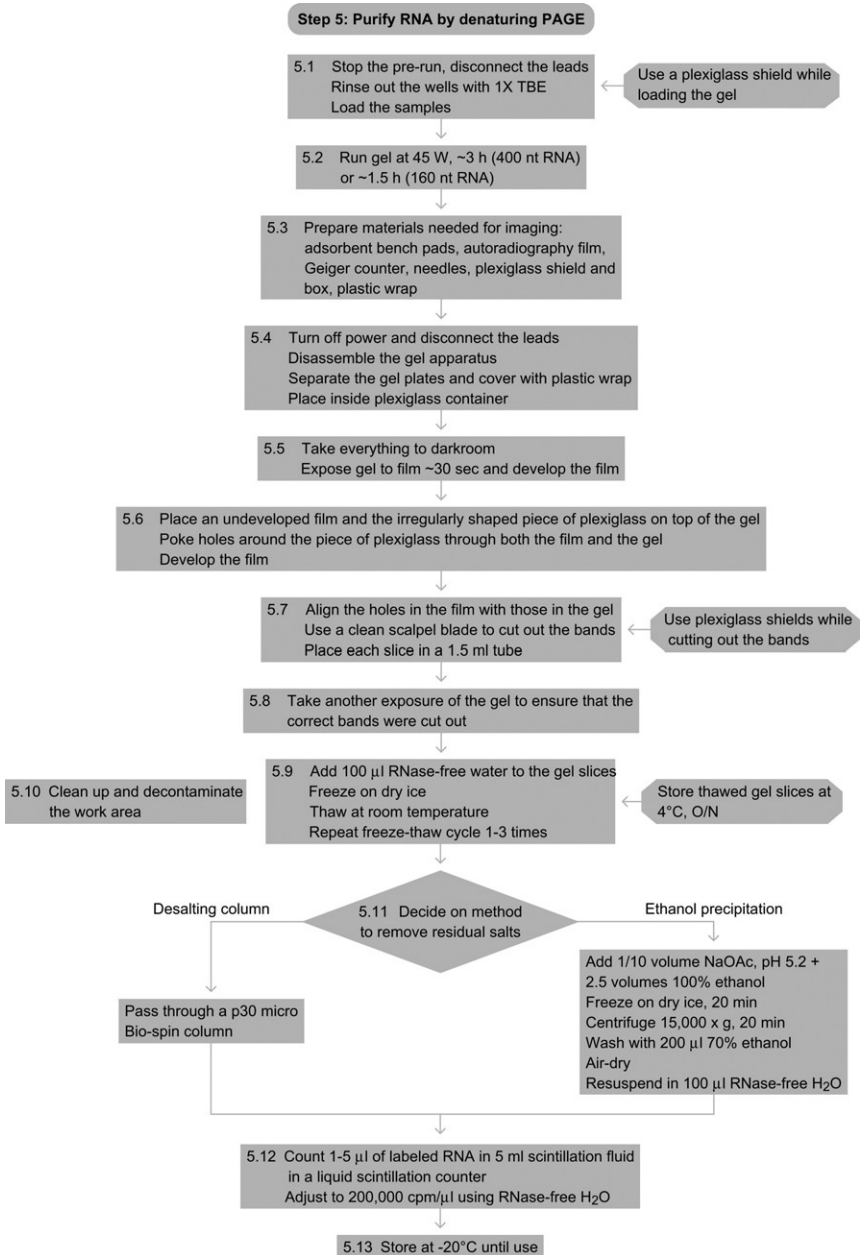 Step 5: Purify RNA by denaturing PAGE
5.1 Stop the pre-run, disconnect the leads
Rinse out the wells with 1X TBE
Load the samples
Use a plexiglass shield while
loading the gel
5.2 Run gel at 45 W, ~3 h (400 nt RNA)
or ~1.5 h (160 nt RNA)
5.3 Prepare materials needed for imaging:
adsorbent bench pads, autoradiography film,
Geiger counter, needles, plexiglass shield and
box, plastic wrap
5.4 Turn off power and disconnect the leads
Disassemble the gel apparatus
Separate the gel plates and cover with plastic wrap
Place inside plexiglass container
5.5 Take everything to darkroom
Expose gel to film ~30 sec and develop the film
5.6 Place an undeveloped film and the irregularly shaped piece of plexiglass on top of the gel
Poke holes around the piece of plexiglass through both the film and the gel
Develop the film
5.7 Align the holes in the film with those in the gel
Use a clean scalpel blade to cut out the bands
Place each slice in a 1.5 ml tube
Use plexiglass shields while
cutting out the bands
5.8 Take another exposure of the gel to ensure that the
correct bands were cut out
5.9 Add 100 µl RNase-free water to the gel slices
Freeze on dry ice
Thaw at room temperature
Repeat freeze-thaw cycle 1-3 times
Store thawed gel slices at
4°C, O/N
5.10 Clean up and decontaminate
the work area
5.11 Decide on method
to remove residual salts
Desalting column
Ethanol precipitation
Pass through a p30 micro
Bio-spin column
Add 1/10 volume NaOAc, pH 5.2 +
2.5 volumes 100% ethanol
Freeze on dry ice, 20 min
Centrifuge 15,000 x g, 20 min
Wash with 200 µl 70% ethanol
Air-dry
Resuspend in 100 µl RNase-free H₂O
5.12 Count 1-5 µl of labeled RNA in 5 ml scintillation fluid
in a liquid scintillation counter
Adjust to 200,000 cpm/µl using RNase-free H₂O
5.13 Store at -20°C until use